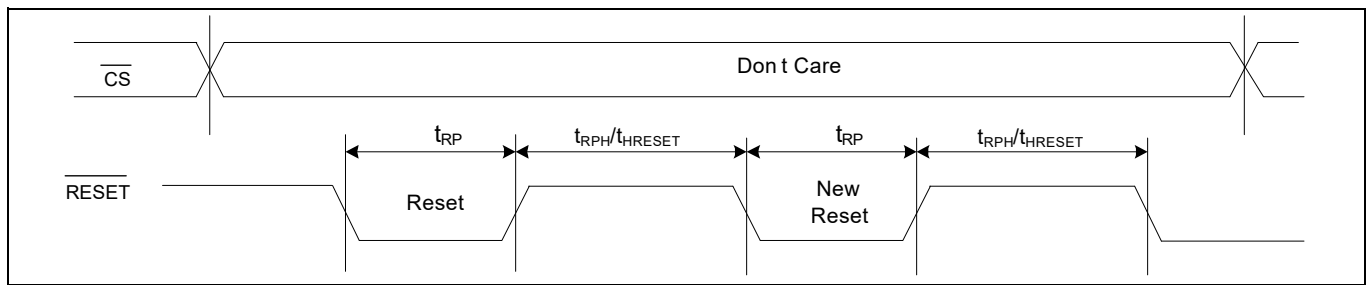 CS
Don t Care
tRP
tRPH/tHRESET
tRP
tRPH/tHRESET
RESET
Reset
New
Reset